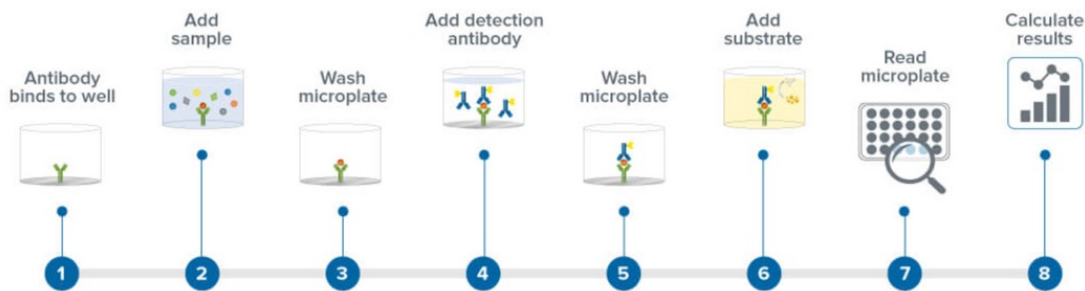 Antibody
binds to well
Add
sample
Wash
microplate
Add detection
antibody
Wash
microplate
Add
substrate
Read
microplate
Calculate
results
1
2
3
4
5
6
7
8